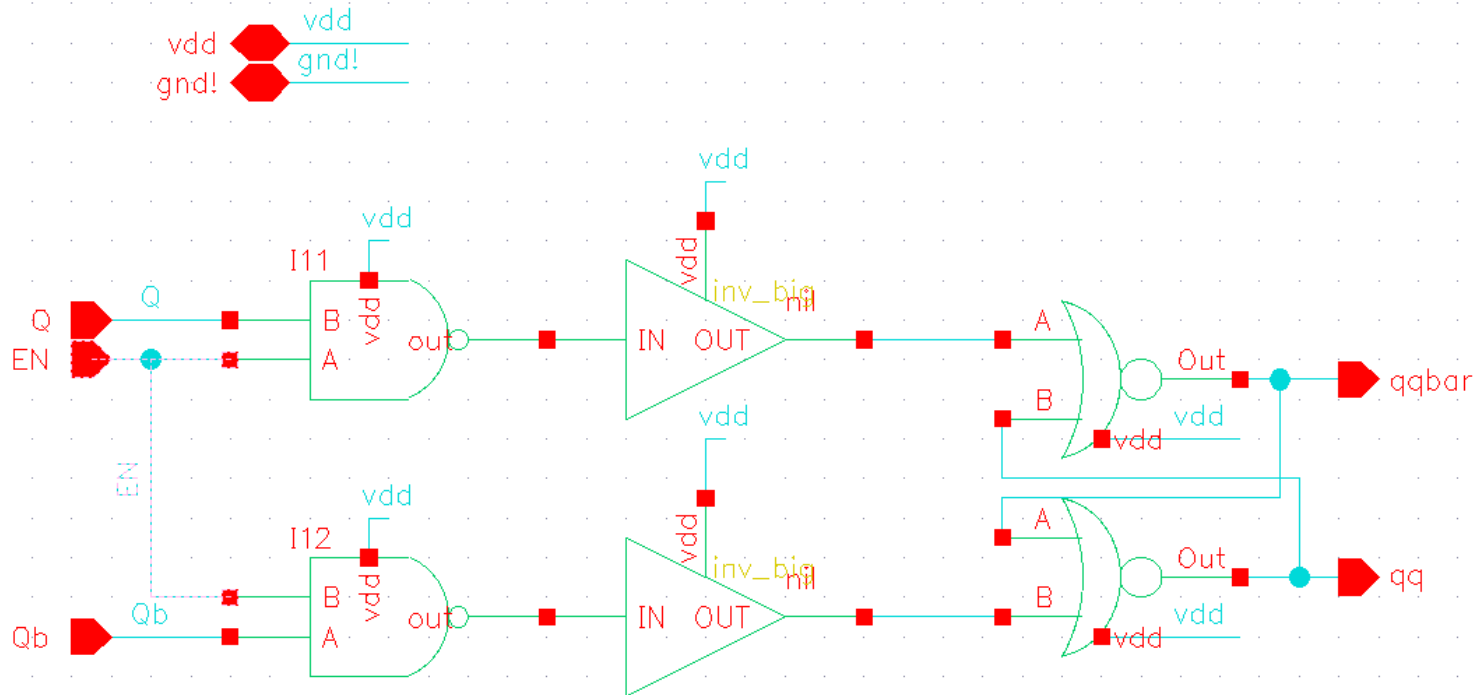 vdd
vdd
gnd!
gnd!
vdd
vdd
I11
vdd
inv_big
nil
Q
Q
B
vdd
A
EN
A
out
IN
OUT
Out
qqbar
B
vdd
vdd
vdd
EN
vdd
I12
vdd
inv_big
nil
A
Out
qq
B
vdd
Qb
Qb
A
out
IN
OUT
B
vdd
vdd